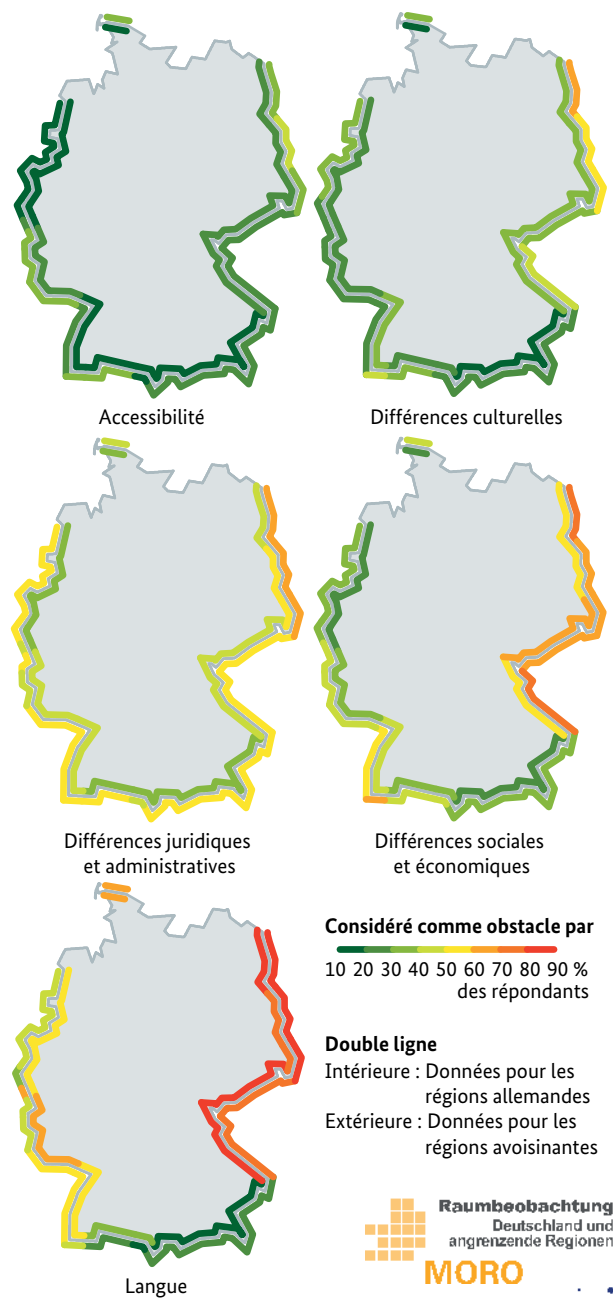 Accessibilité
Différences culturelles
Différences juridiques
et administratives
Différences sociales
et économiques
Langue
Considéré comme obstacle par
10 20 30 40 50 60 70 80 90 %
des répondants
Double ligne
Intérieure : Données pour les
régions allemandes
Extérieure : Données pour les
régions avoisinantes
Raumbeobachtung
Deutschland und
angrenzende Regionen
MORO